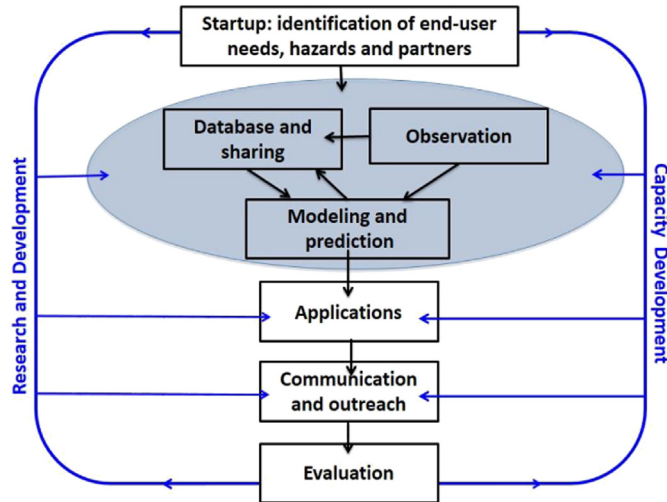 Startup: identification of end-user
needs, hazards and partners
Database and
sharing
Observation
Modeling and
prediction
Applications
Communication
and outreach
Evaluation
Research and Development
Capacity Development